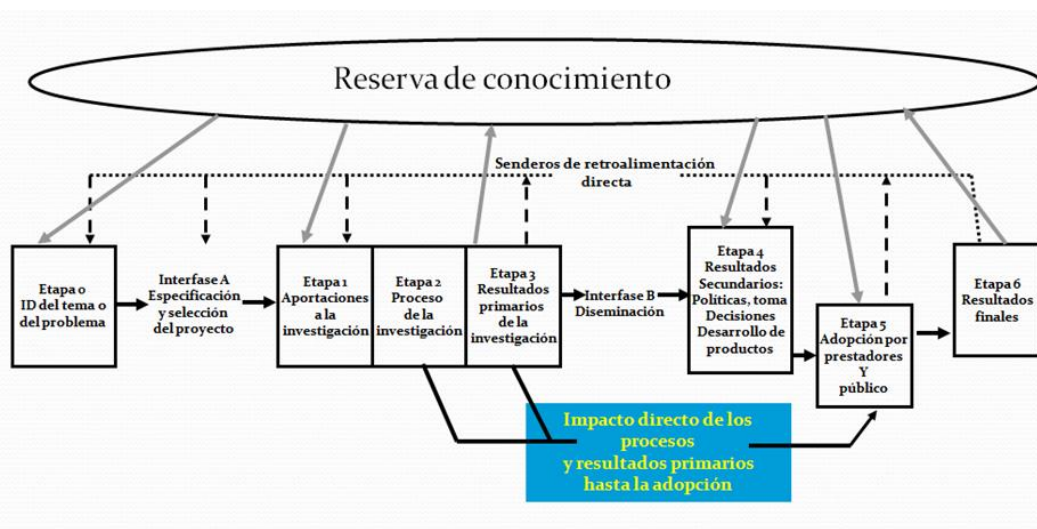 Reserva de conocimiento
Senderos de retroalimentación
directa
Etapa 0
ID del tema o
del problema
Interfase A
Especificación
y selección
del proyecto
Etapa 1
Aportaciones
a la
investigación
Etapa 2
Proceso
de la
investigación
Etapa 3
Resultados
primarios
de la
investigación
Interfase B
Diseminación
Etapa 4
Resultados
Secundarios:
Políticas, toma
Decisiones
Desarrollo de
productos
Etapa 5
Adopción por
prestadores
Y
público
Etapa 6
Resultados
finales
Impacto directo de los
procesos
y resultados primarios
hasta la adopción